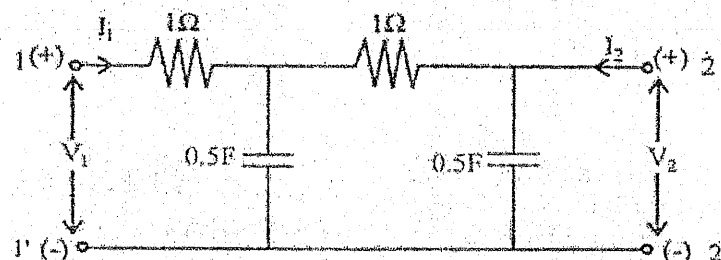 1Ω 1Ω
I₁ I₂
1 (+) (+) 2
V₁ 0.5F 0.5F V₂
1' (-) (-) 2